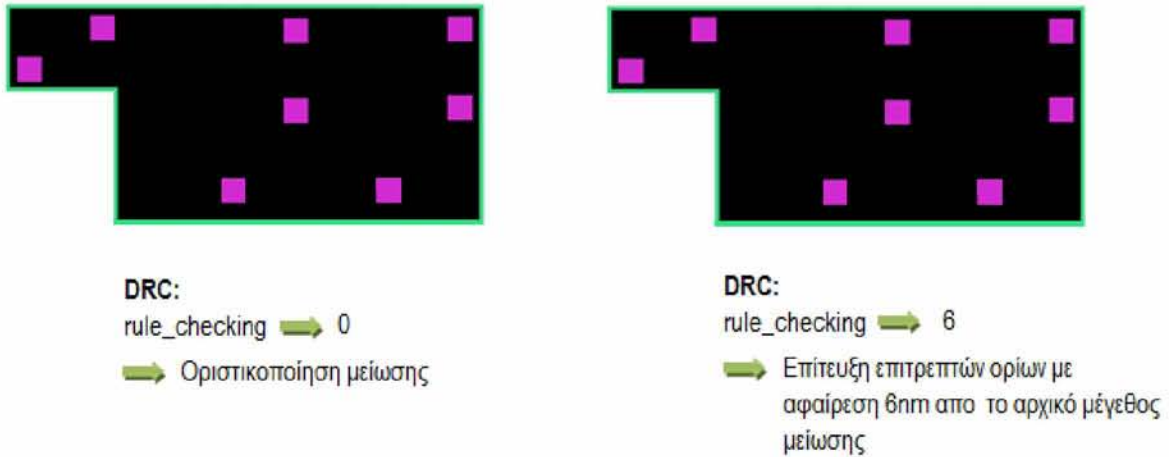 DRC:
rule_checking 0
Οριστικοποίηση μείωσης
DRC:
rule_checking 6
Επίτευξη επιτρεπτών ορίων με
αφαίρεση 6nm απο το αρχικό μέγεθος
μείωσης